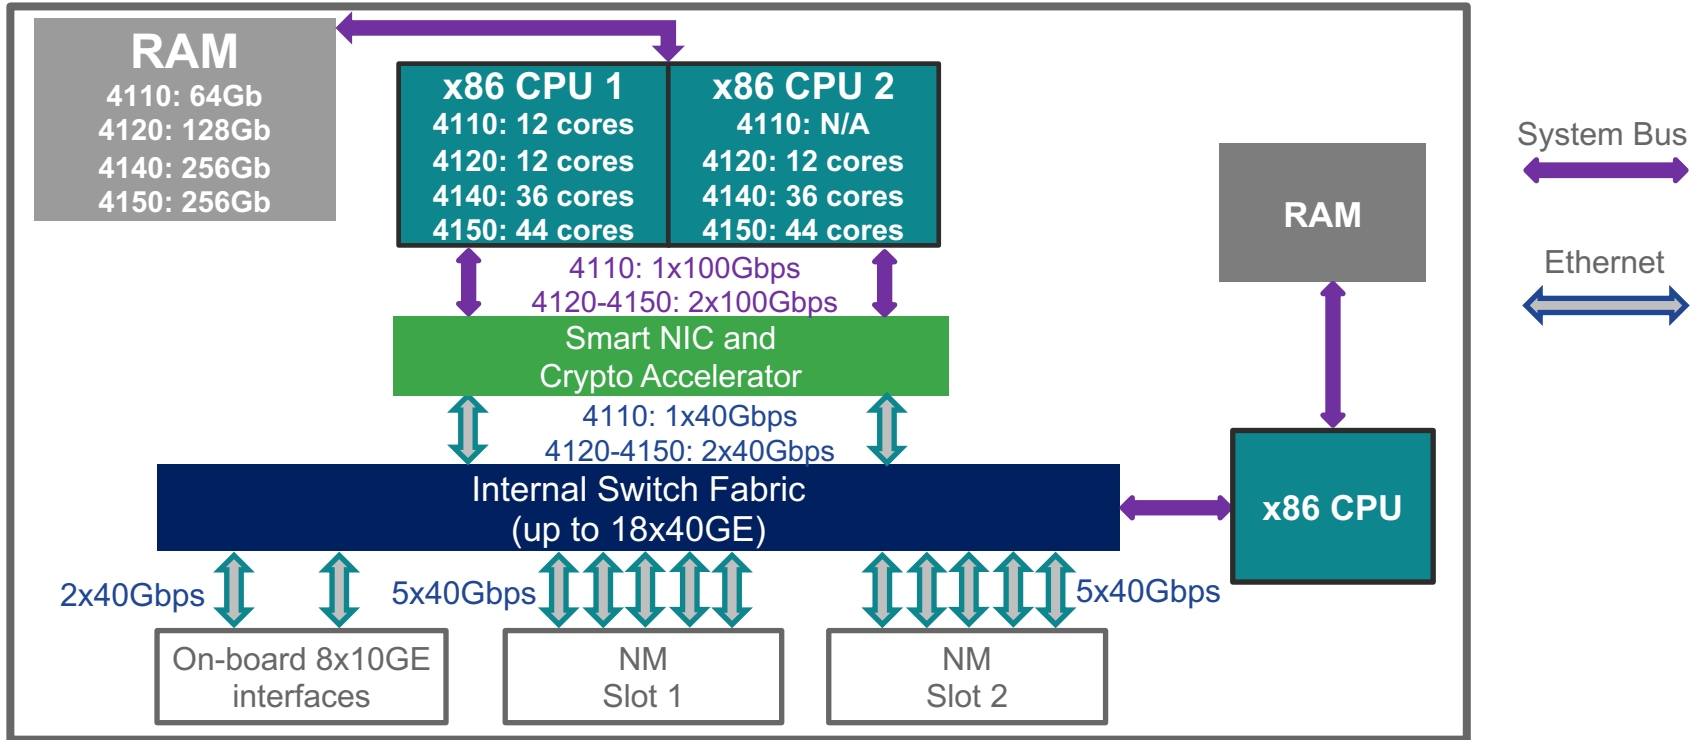 RAM
4110: 64Gb
4120: 128Gb
4140: 256Gb
4150: 256Gb
x86 CPU 1
4110: 12 cores
4120: 12 cores
4140: 36 cores
4150: 44 cores
x86 CPU 2
4110: N/A
4120: 12 cores
4140: 36 cores
4150: 44 cores
System Bus
RAM
Ethernet
4110: 1x100Gbps
4120-4150: 2x100Gbps
Smart NIC and
Crypto Accelerator
4110: 1x40Gbps
4120-4150: 2x40Gbps
Internal Switch Fabric
(up to 18x40GE)
x86 CPU
2x40Gbps
5x40Gbps
5x40Gbps
On-board 8x10GE
interfaces
NM
Slot 1
NM
Slot 2